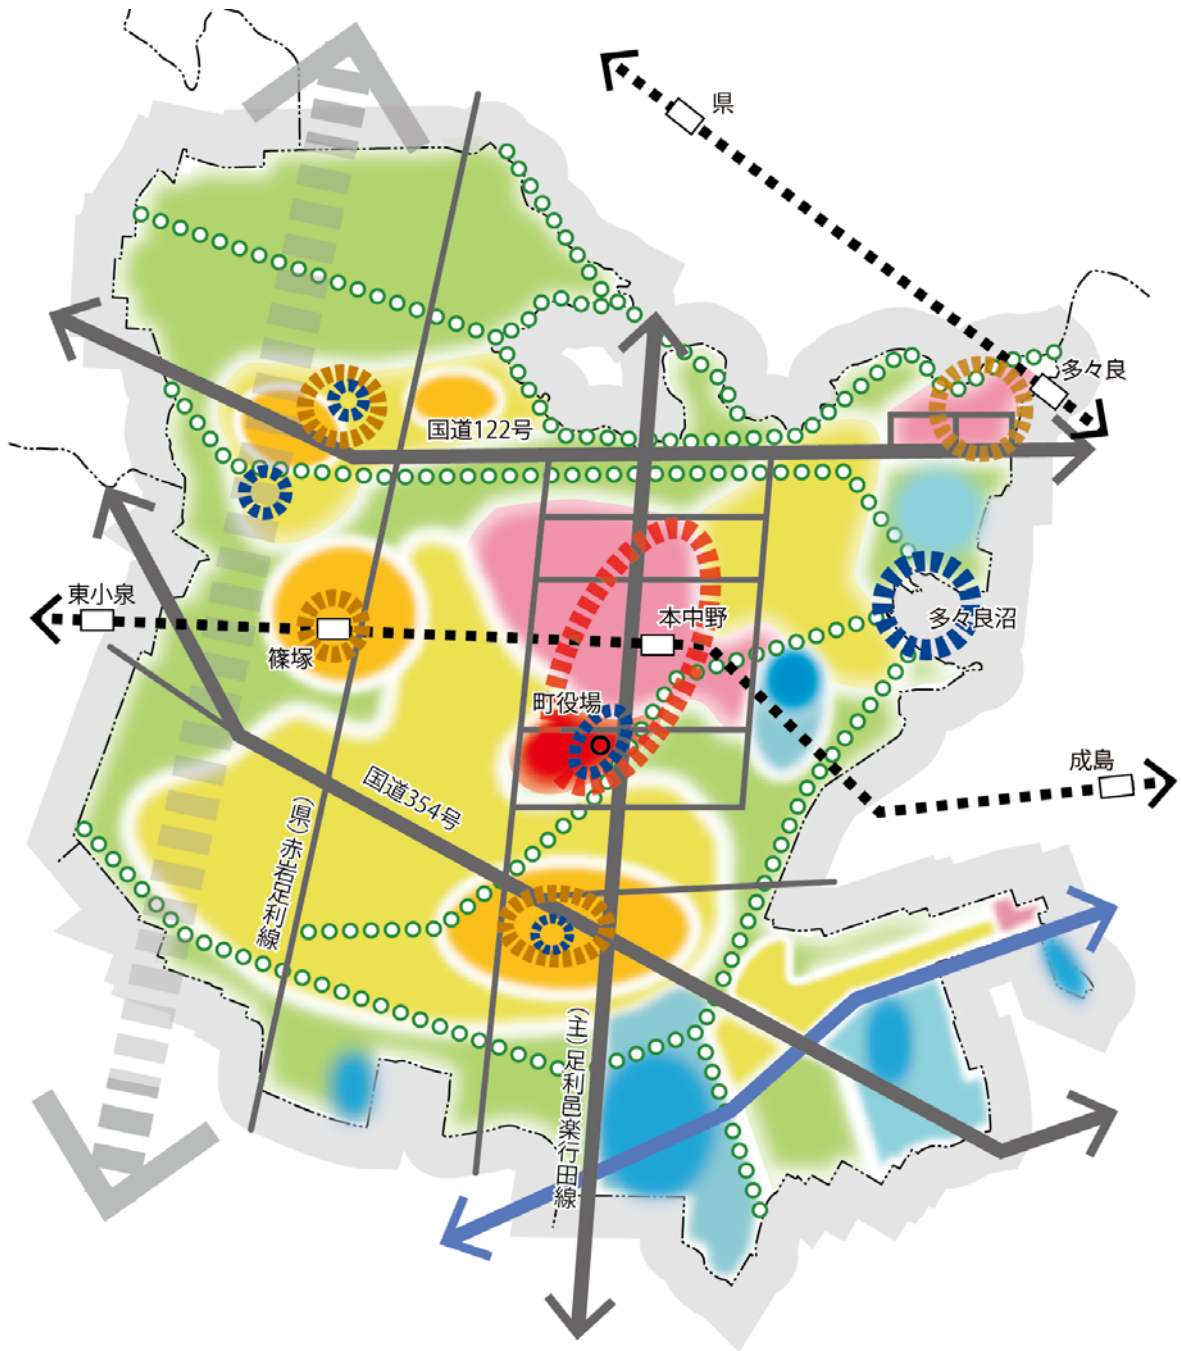 県
多々良
国道122号
東小泉
本中野
多々良沼
篠塚
町役場
成島
国道354号
（県）赤岩足利線
（主）足利邑楽行田線